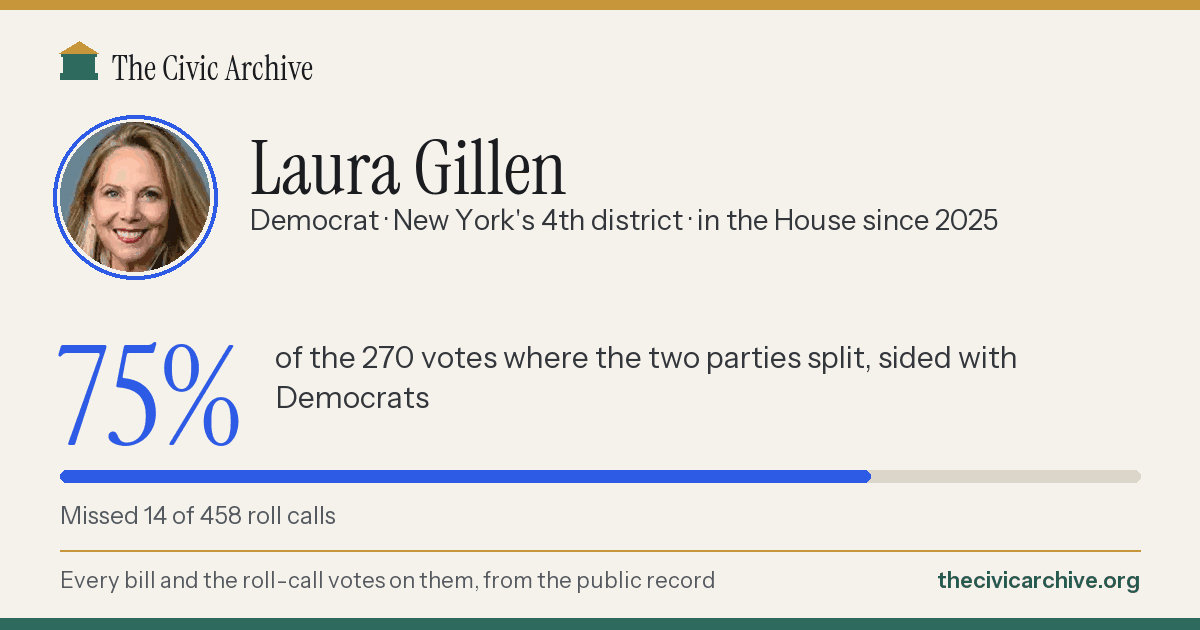 The Civic Archive
Laura Gillen
Democrat · New York's 4th district · in the House since 2025
75%
of the 270 votes where the two parties split, sided with
Democrats
Missed 14 of 458 roll calls
Every bill and the roll-call votes on them, from the public record
thecivicarchive.org